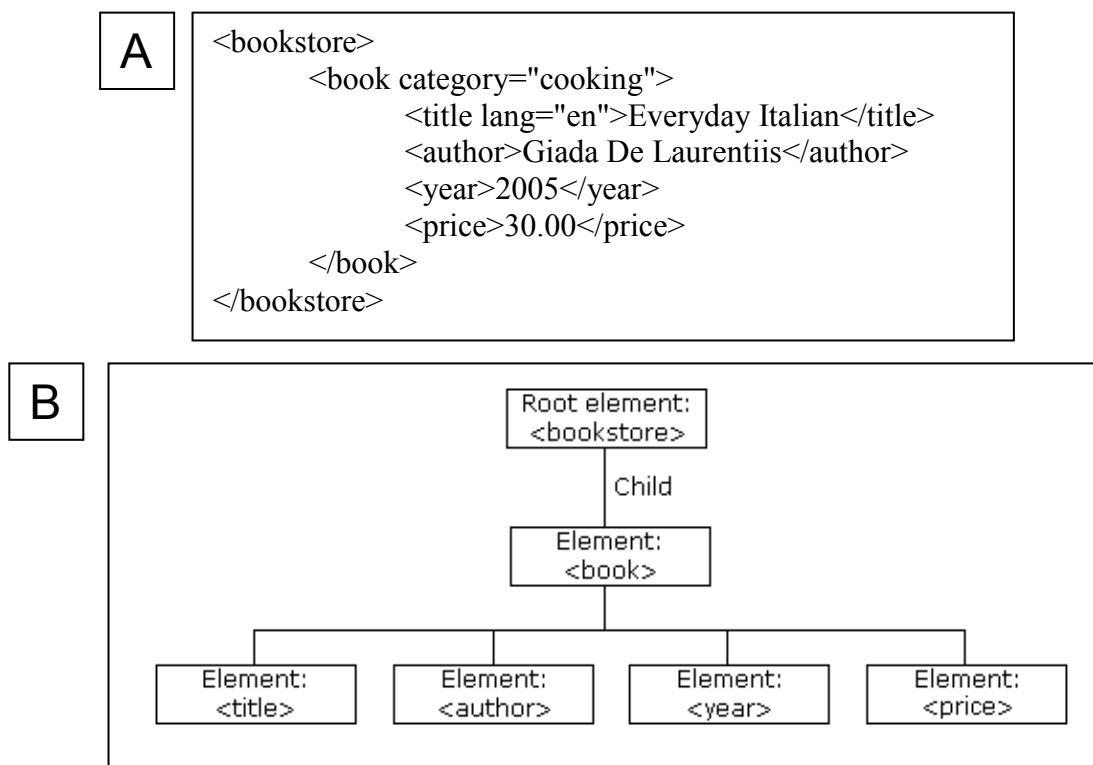 A
<bookstore>
<book category="cooking">
<title lang="en">Everyday Italian</title>
<author>Giada De Laurentiis</author>
<year>2005</year>
<price>30.00</price>
</book>
</bookstore>
B
Root element:
<bookstore>
Child
Element:
<book>
Element:
<title>
Element:
<author>
Element:
<year>
Element:
<price>